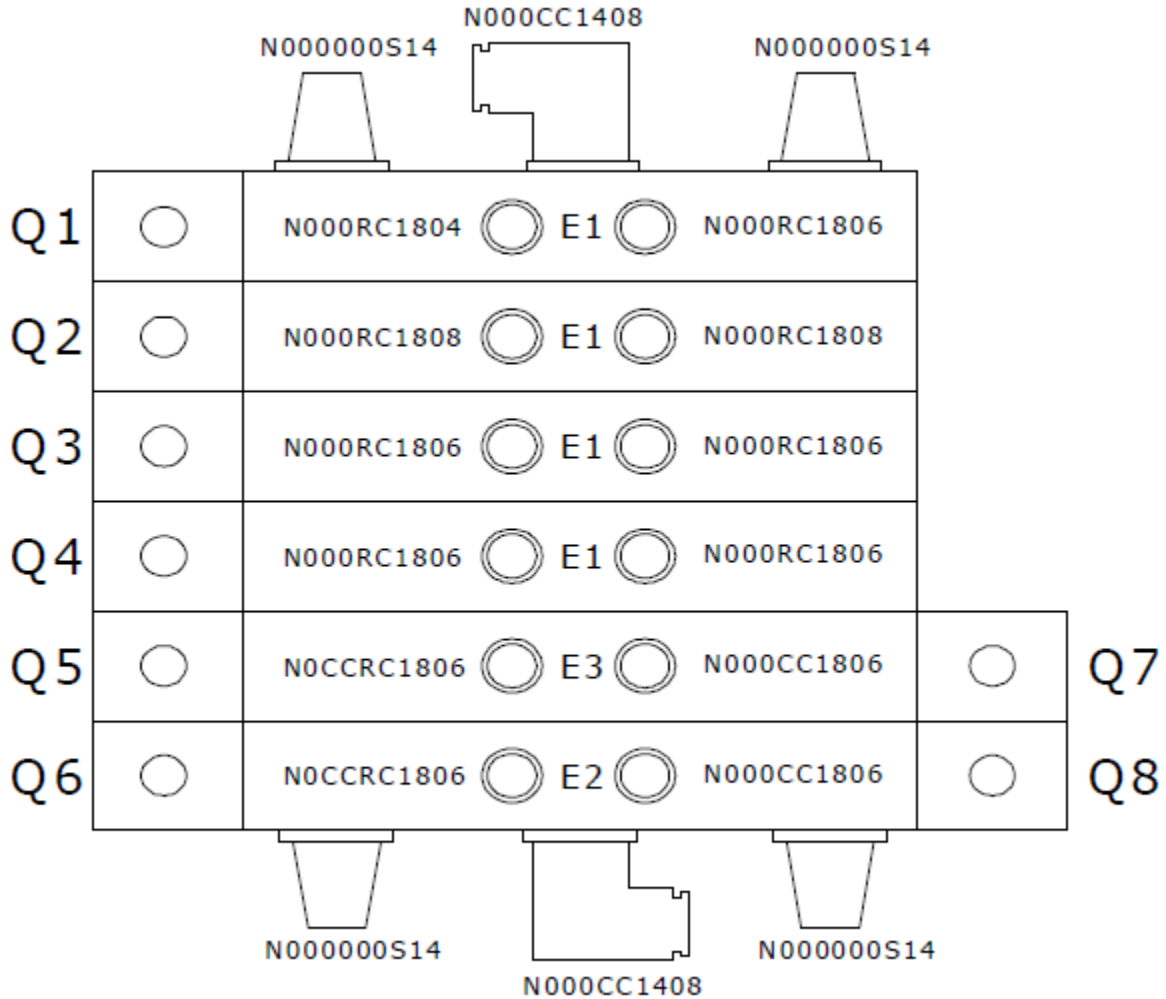 N000CC1408
N000000S14 N000000S14
Q1 N000RC1804 E1 N000RC1806
Q2 N000RC1808 E1 N000RC1808
Q3 N000RC1806 E1 N000RC1806
Q4 N000RC1806 E1 N000RC1806
Q5 N0CCRC1806 E3 N000CC1806 Q7
Q6 N0CCRC1806 E2 N000CC1806 Q8
N000000S14 N000000S14
N000CC1408